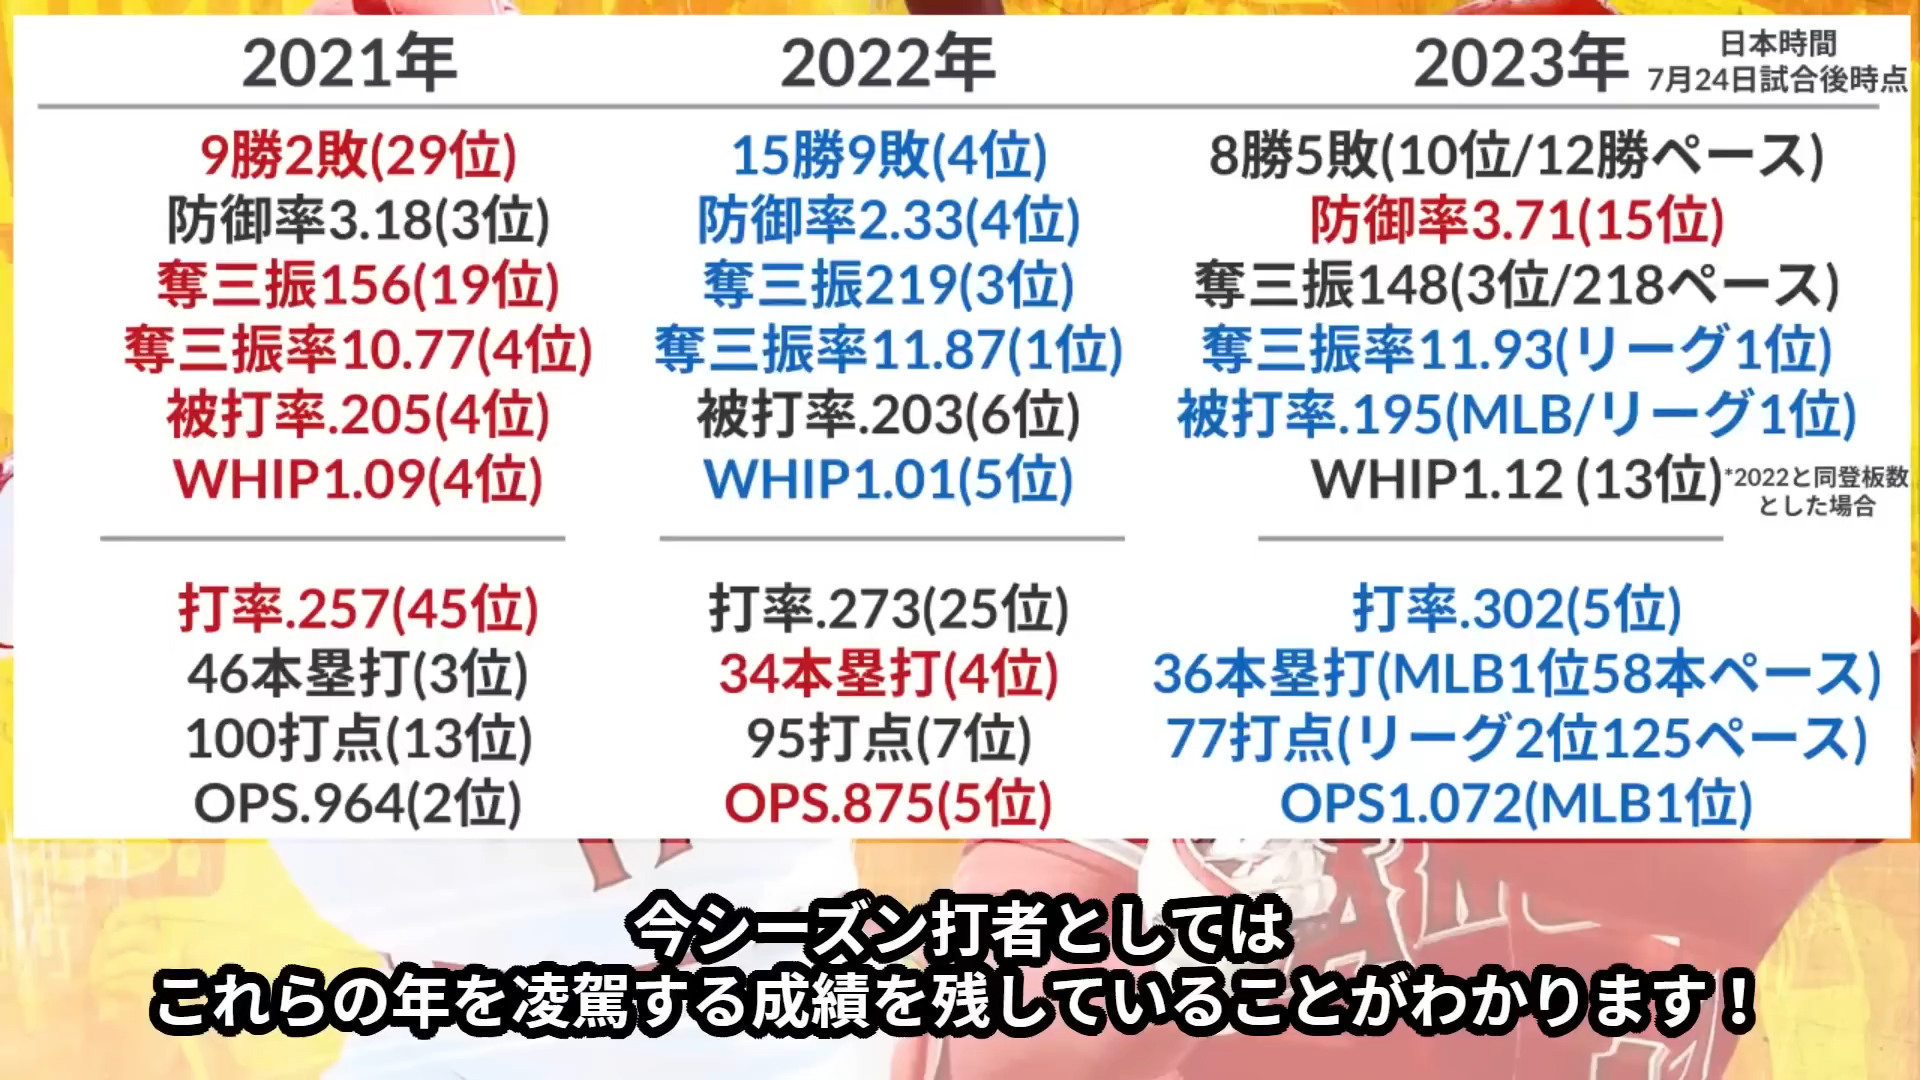 2021年
9勝2敗(29位)
防御率3.18(3位)
奪三振156(19位)
奪三振率10.77(4位)
被打率.205(4位)
WHIP1.09(4位)
打率.257(45位)
46本塁打(3位)
100打点(13位)
OPS.964(2位)
2022年
15勝9敗(4位)
防御率2.33(4位)
奪三振219(3位)
奪三振率11.87(1位)
被打率.203(6位)
WHIP1.01(5位)
打率.273(25位)
34本塁打(4位)
95打点(7位)
OPS.875(5位)
2023年
日本時間
7月24日試合後時点
8勝5敗(10位/12勝ペース)
防御率3.71(15位)
奪三振148(3位/218ペース)
奪三振率11.93(リーグ1位)
被打率.195(MLB/リーグ1位)
WHIP1.12 (13位)
*2022と同登板数
とした場合
打率.302(5位)
36本塁打(MLB1位58本ペース)
77打点(リーグ2位125ペース)
OPS1.072(MLB1位)
今シーズン打者としては
これらの年を凌駕する成績を残していることがわかります！